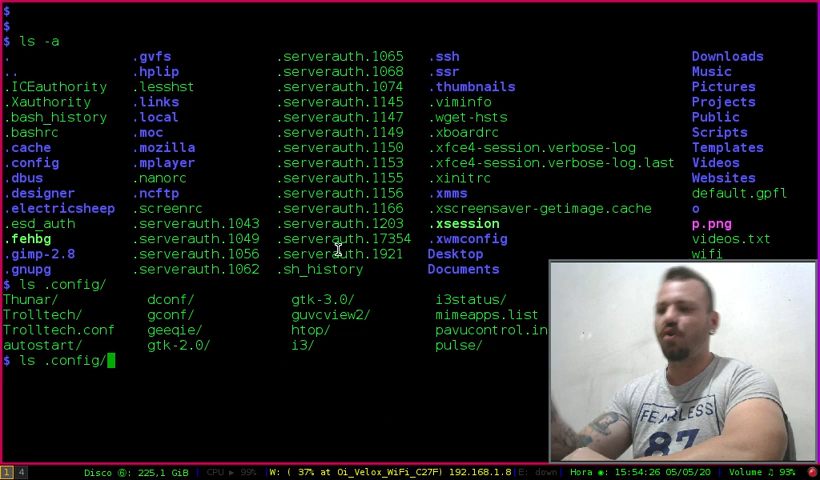 $
$
$ ls -a
. .gvfs .serverauth.1065 .ssh Downloads
.. .hplip .serverauth.1068 .ssr Music
.ICEauthority .lesshst .serverauth.1074 .thumbnails Pictures
.Xauthority .links .serverauth.1145 .viminfo Projects
.bash_history .local .serverauth.1147 .wget-hsts Public
.bashrc .moc .serverauth.1149 .xboardrc Scripts
.cache .mozilla .serverauth.1150 .xfce4-session.verbose-log Templates
.config .mplayer .serverauth.1153 .xfce4-session.verbose-log.last Videos
.dbus .nanorc .serverauth.1155 .xinitrc Websites
.designer .ncftp .serverauth.1156 .xmms default.gpfl
.electricsheep .screenrc .serverauth.1166 .xscreensaver-getimage.cache o
.esd_auth .serverauth.1043 .serverauth.1203 .xsession p.png
.fehbg .serverauth.1049 .serverauth.17354 .xwmconfig videos.txt
.gimp-2.8 .serverauth.1056 .serverauth.1921 Desktop wifi
.gnupg .serverauth.1062 .sh_history Documents
$ ls .config/
Thunar/ dconf/ gtk-3.0/ i3status/
Trolltech/ gconf/ guvcview2/ mimeapps.list
Trolltech.conf geeqie/ htop/ pavucontrol.in
autostart/ gtk-2.0/ i3/ pulse/
$ ls .config/
FEARLESS
87
1 4 Disco ⑥: 225,1 GiB CPU ▶ 99% W: ( 37% at Oi_Velox_WiFi_C27F) 192.168.1.8 E: down Hora ◉: 15:54:26 05/05/20 Volume ♫ 93%